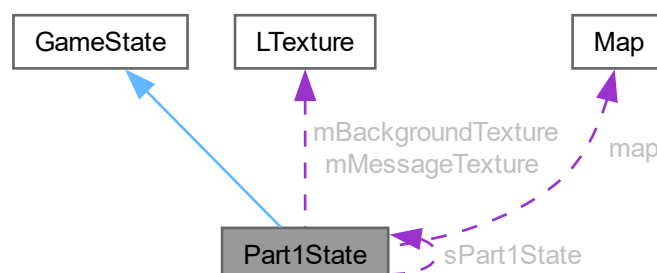 GameState
LTexture
Map
mBackgroundTexture
mMessageTexture
map
Part1State
sPart1State